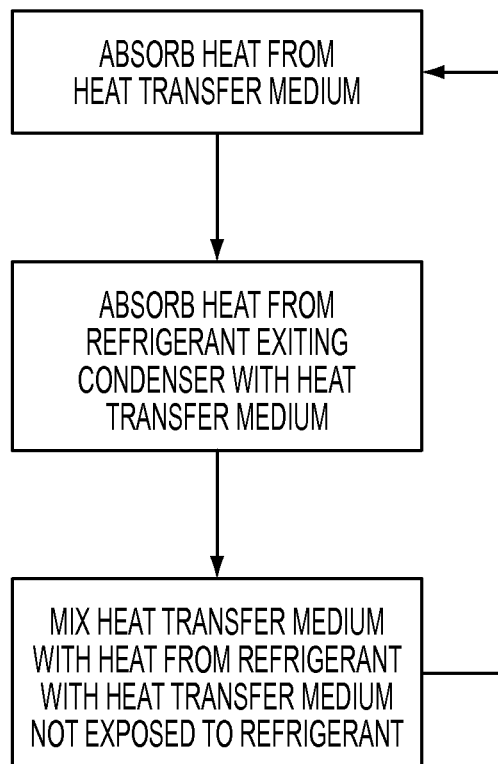 ABSORB HEAT FROM
HEAT TRANSFER MEDIUM
ABSORB HEAT FROM
REFRIGERANT EXITING
CONDENSER WITH HEAT
TRANSFER MEDIUM
MIX HEAT TRANSFER MEDIUM
WITH HEAT FROM REFRIGERANT
WITH HEAT TRANSFER MEDIUM
NOT EXPOSED TO REFRIGERANT